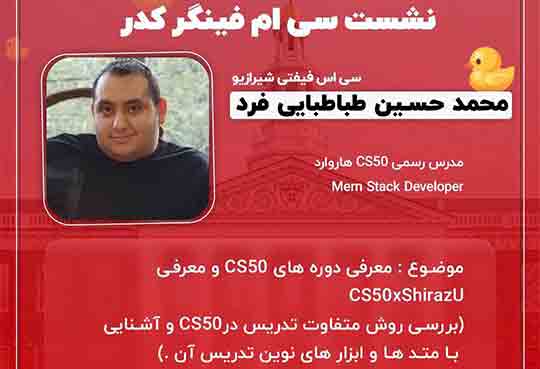 نشست سی ام فینگر کدر
سی اس فیفتی شیرازیو
محمد حسین طباطبایی فرد
مدرس رسمی CS50 هاروارد
Mern Stack Developer
موضوع : معرفی دوره های CS50 و معرفی
CS50xShirazU
(بررسی روش متفاوت تدریس درCS50 و آشنایی
با متد ها و ابزار های نوین تدریس آن .)